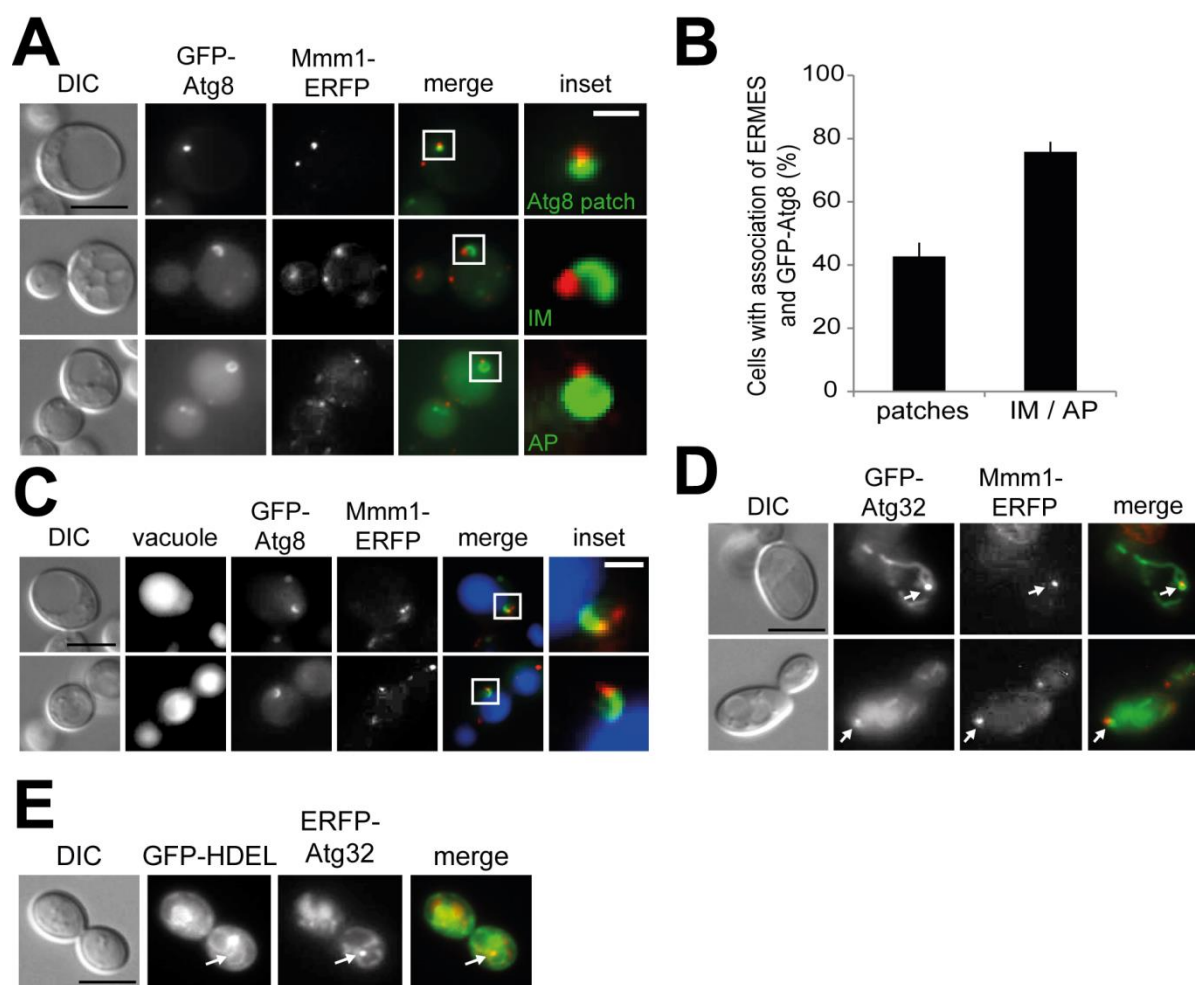 A
DIC
GFP-
Atg8
Mmm1-
ERFP
merge
inset
Atg8 patch
IM
AP
B
Cells with association of ERMES
and GFP-Atg8 (%)
100
80
60
40
20
0
patches
IM / AP
C
DIC
vacuole
GFP-
Atg8
Mmm1-
ERFP
merge
inset
D
DIC
GFP-
Atg32
Mmm1-
ERFP
merge
E
DIC
GFP-HDEL
ERFP-
Atg32
merge